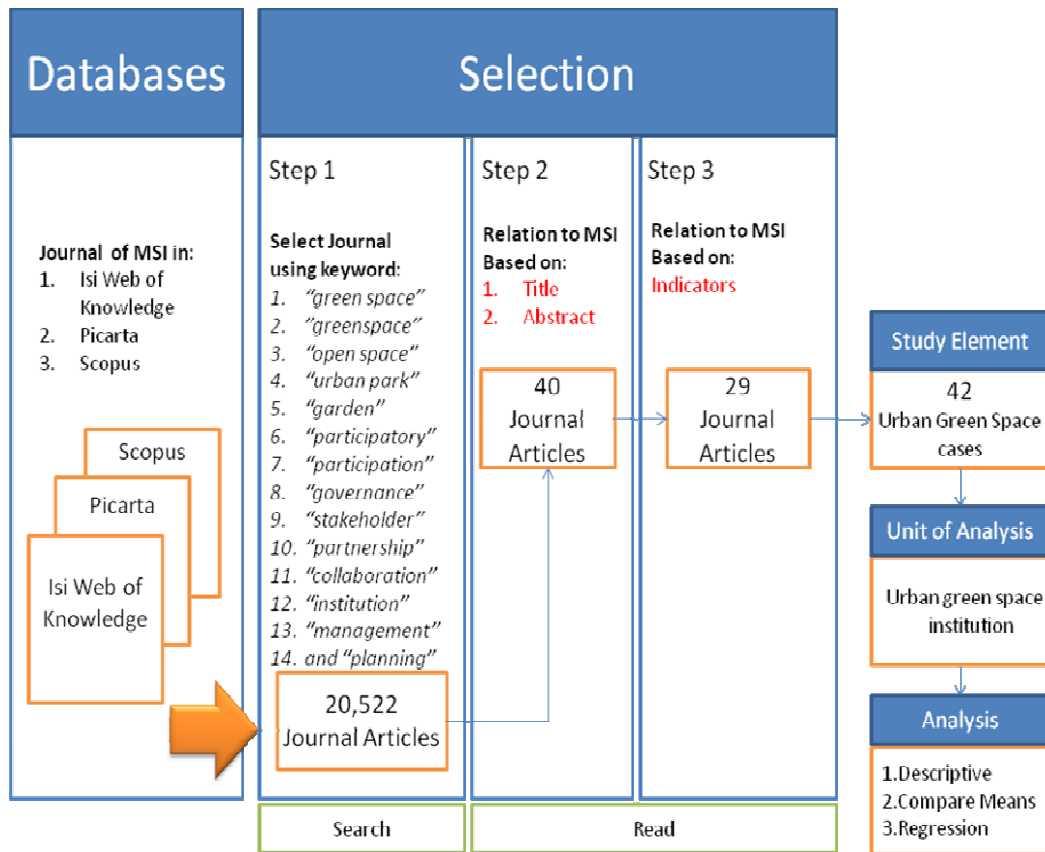 Databases
Journal of MSI in:
1. Isi Web of
Knowledge
2. Picarta
3. Scopus
Scopus
Picarta
Isi Web of
Knowledge
Selection
Step 1
Select Journal
using keyword:
1. "green space"
2. "greenspace"
3. "open space"
4. "urban park"
5. "garden"
6. "participatory"
7. "participation"
8. "governance"
9. "stakeholder"
10. "partnership"
11. "collaboration"
12. "institution"
13. "management"
14. and "planning"
20,522
Journal Articles
Search
Step 2
Relation to MSI
Based on:
1. Title
2. Abstract
40
Journal
Articles
Step 3
Relation to MSI
Based on:
Indicators
29
Journal
Articles
Read
Study Element
42
Urban Green Space
cases
Unit of Analysis
Urban green space
institution
Analysis
1.Descriptive
2.Compare Means
3.Regression